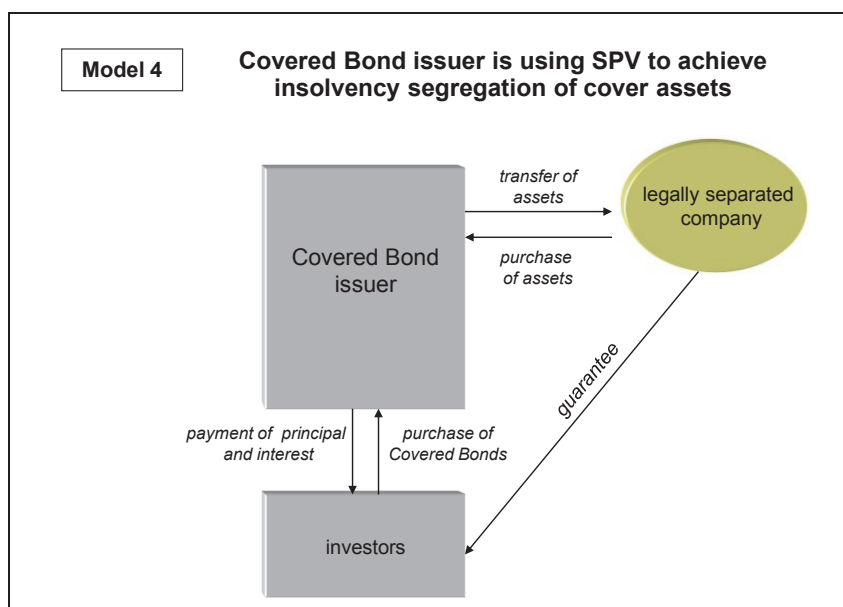 Model 4
Covered Bond issuer is using SPV to achieve
insolvency segregation of cover assets
transfer of
assets
legally separated
company
Covered Bond
issuer
purchase
of assets
guarantee
payment of principal
and interest
purchase of
Covered Bonds
investors